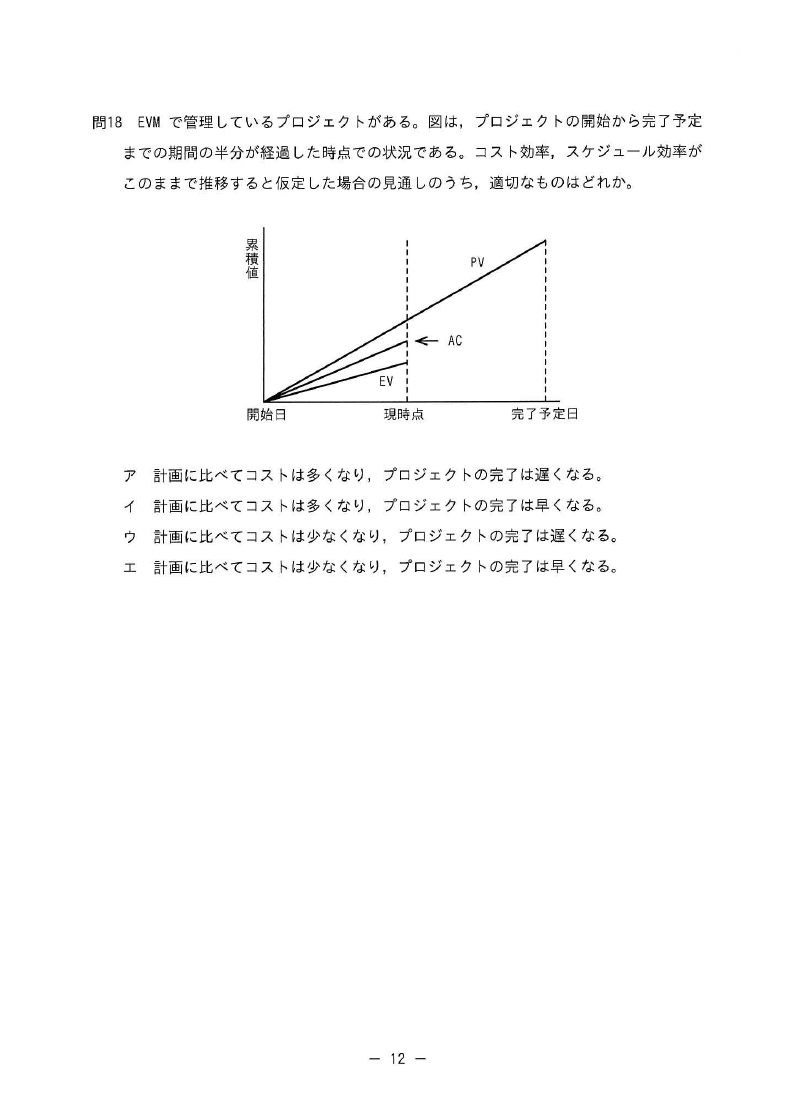 問18 EVM で管理しているプロジェクトがある。図は，プロジェクトの開始から完了予定
までの期間の半分が経過した時点での状況である。コスト効率，スケジュール効率が
このままで推移すると仮定した場合の見通しのうち，適切なものはどれか。
累積値
PV
AC
EV
開始日 現時点 完了予定日
ア 計画に比べてコストは多くなり，プロジェクトの完了は遅くなる。
イ 計画に比べてコストは多くなり，プロジェクトの完了は早くなる。
ウ 計画に比べてコストは少なくなり，プロジェクトの完了は遅くなる。
エ 計画に比べてコストは少なくなり，プロジェクトの完了は早くなる。
－ 12 －